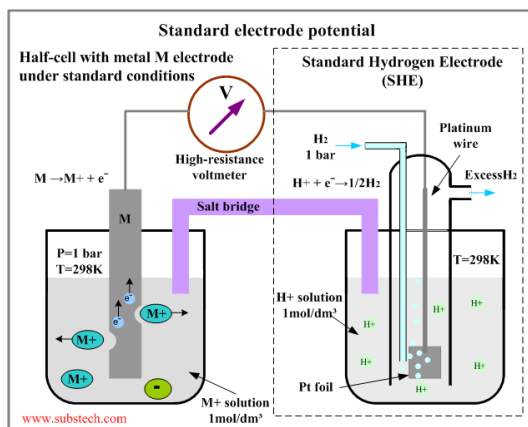 Standard electrode potential
Half-cell with metal M electrode
under standard conditions
Standard Hydrogen Electrode
(SHE)
V
High-resistance
voltmeter
H₂
1 bar
Platinum
wire
M →M+ + e⁻
H+ + e⁻→1/2H₂
ExcessH₂
M
Salt bridge
P=1 bar
T=298K
T=298K
e⁻
e⁻
M+
M+
M+
M+
-
H+ solution
1mol/dm³
H+
H+
H+
H+
H+
H+
H+
Pt foil
M+ solution
1mol/dm³
www.substech.com